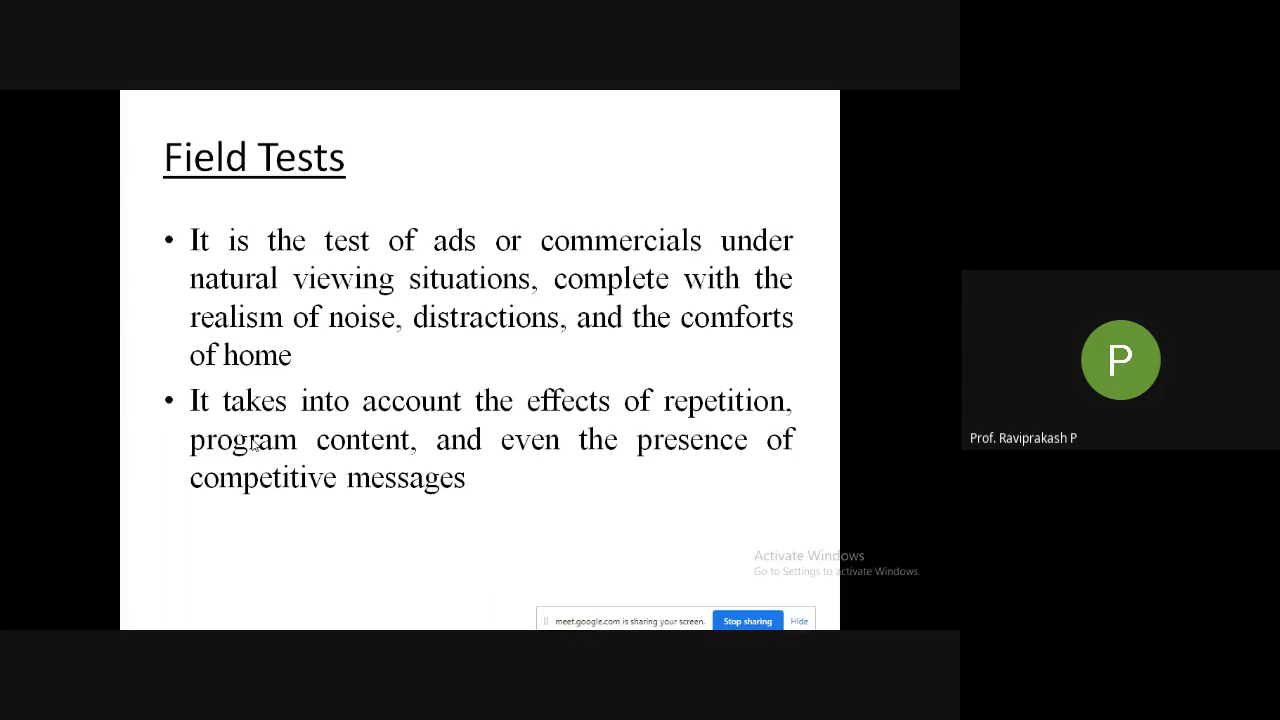 Field Tests
• It is the test of ads or commercials under
natural viewing situations, complete with the
realism of noise, distractions, and the comforts
of home
• It takes into account the effects of repetition,
program content, and even the presence of
competitive messages
P
Prof. Raviprakash P
Activate Windows
Go to Settings to activate Windows.
meet.google.com is sharing your screen. Stop sharing Hide